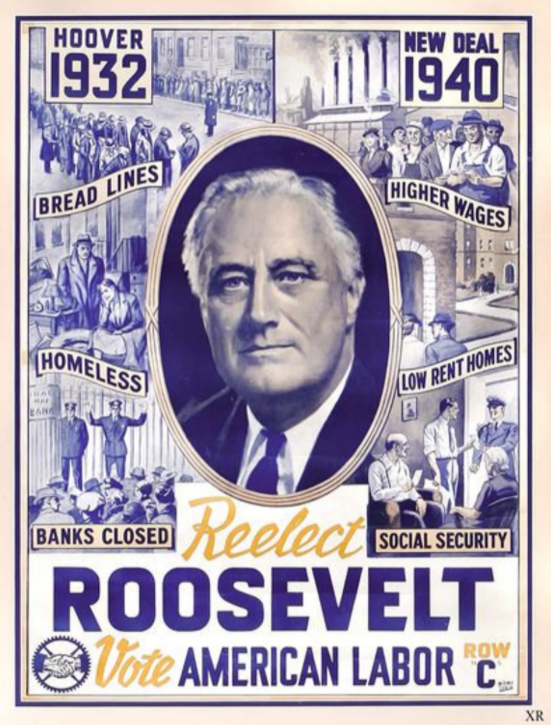 HOOVER
1932
NEW DEAL
1940
BREAD LINES
HIGHER WAGES
HOMELESS
LOW RENT HOMES
BANK
BANKS CLOSED
SOCIAL SECURITY
Reelect
ROOSEVELT
Vote AMERICAN LABOR ROW
"C"
XR